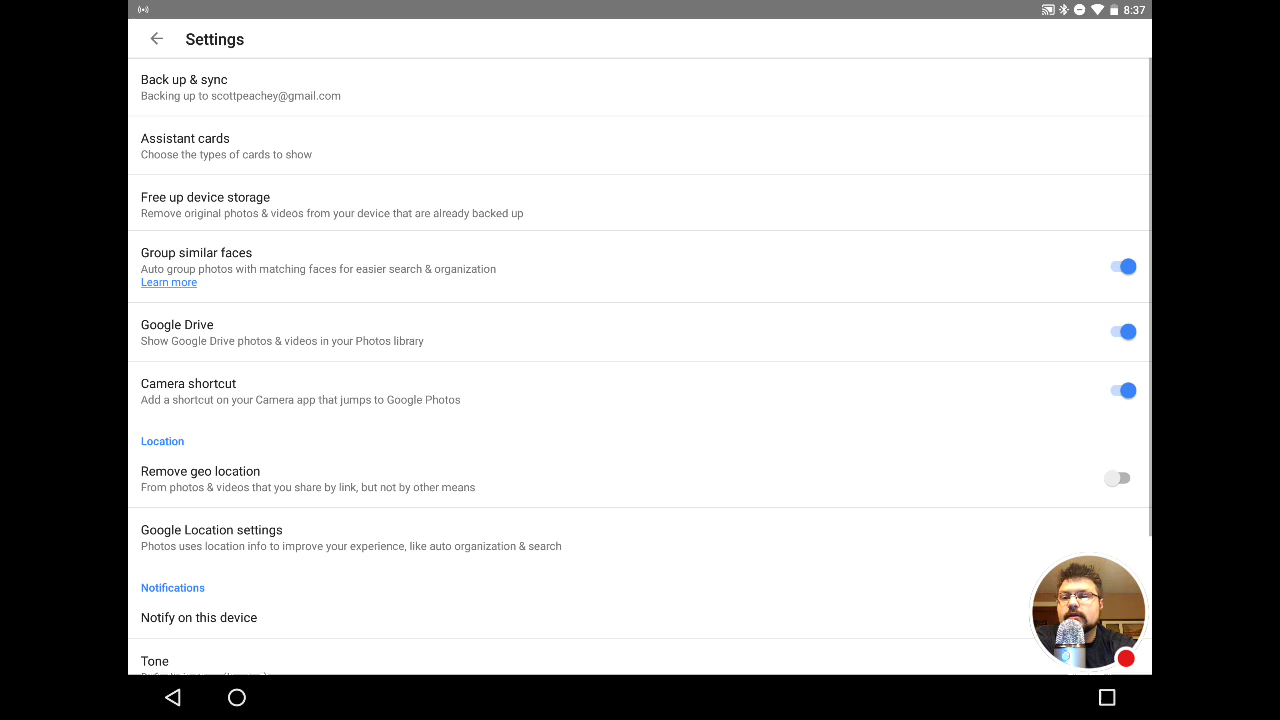 8:37
Settings
Back up & sync
Backing up to scottpeachey@gmail.com
Assistant cards
Choose the types of cards to show
Free up device storage
Remove original photos & videos from your device that are already backed up
Group similar faces
Auto group photos with matching faces for easier search & organization
Learn more
Google Drive
Show Google Drive photos & videos in your Photos library
Camera shortcut
Add a shortcut on your Camera app that jumps to Google Photos
Location
Remove geo location
From photos & videos that you share by link, but not by other means
Google Location settings
Photos uses location info to improve your experience, like auto organization & search
Notifications
Notify on this device
Tone